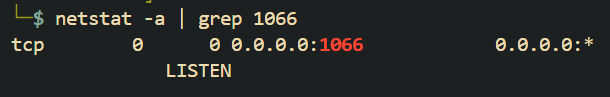 └─$ netstat -a | grep 1066
tcp        0      0 0.0.0.0:1066            0.0.0.0:*
             LISTEN